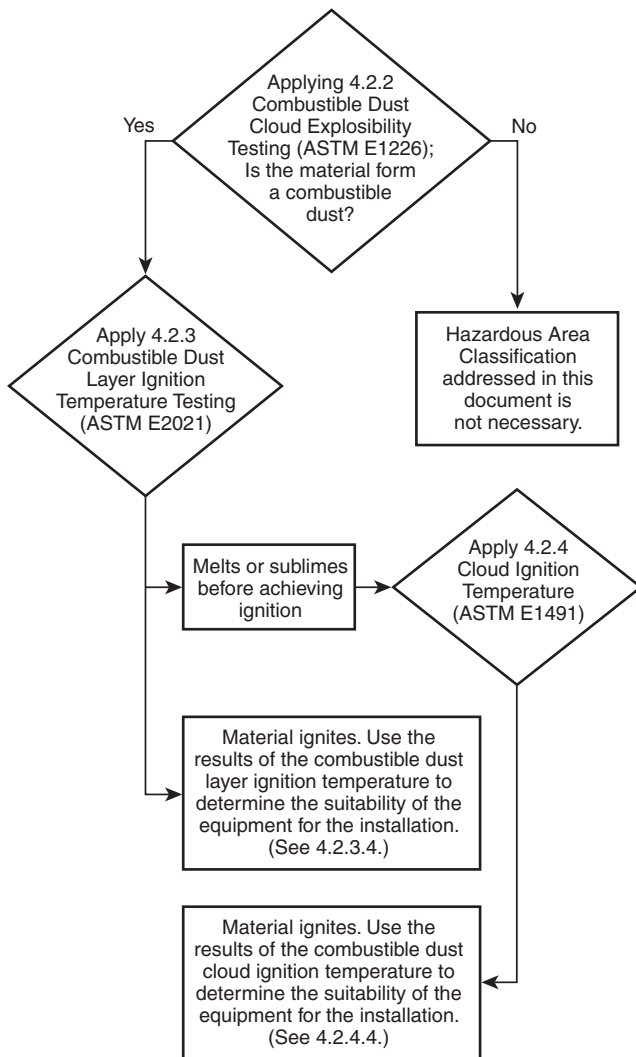 Applying 4.2.2
Combustible Dust
Cloud Explosibility
Testing (ASTM E1226);
Is the material form
a combustible
dust?
Yes
No
Apply 4.2.3
Combustible Dust
Layer Ignition
Temperature Testing
(ASTM E2021)
Hazardous Area
Classification
addressed in this
document is
not necessary.
Melts or sublimes
before achieving
ignition
Apply 4.2.4
Cloud Ignition
Temperature
(ASTM E1491)
Material ignites. Use the
results of the combustible dust
layer ignition temperature to
determine the suitability of the
equipment for the installation.
(See 4.2.3.4.)
Material ignites. Use the
results of the combustible dust
cloud ignition temperature to
determine the suitability of the
equipment for the installation.
(See 4.2.4.4.)